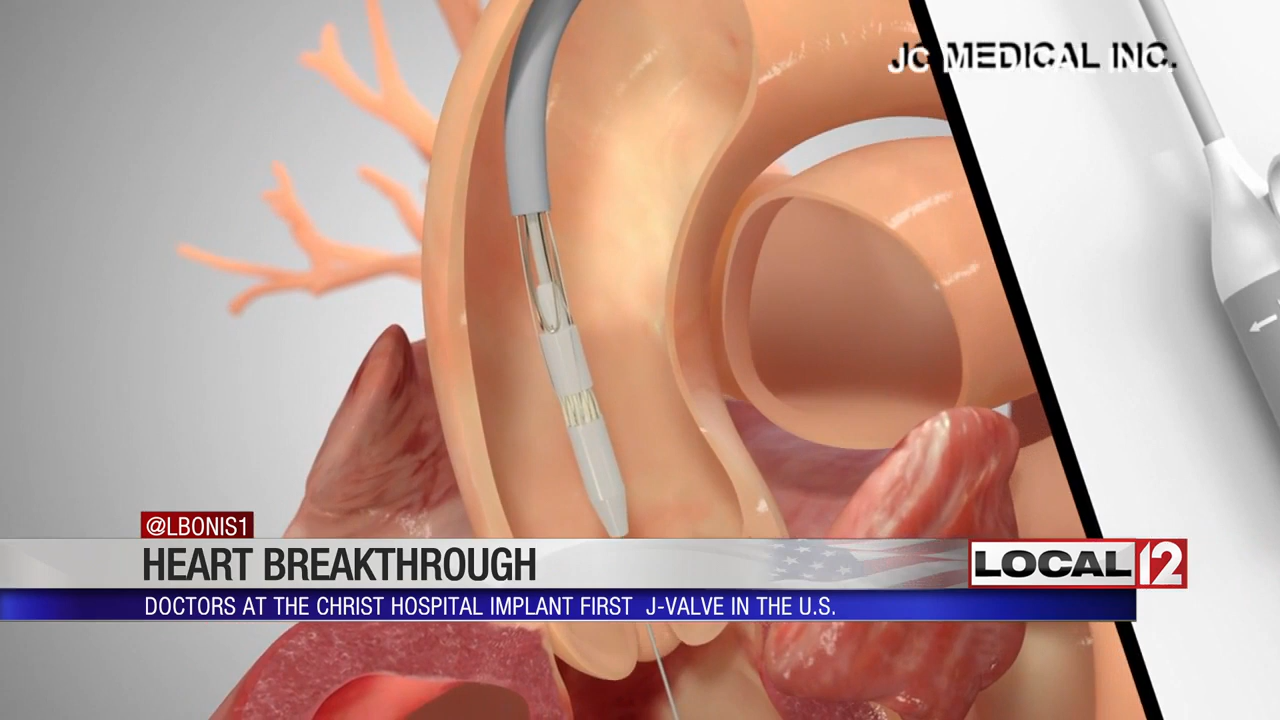 JC MEDICAL INC.
@LBONIS1
HEART BREAKTHROUGH
LOCAL 12
DOCTORS AT THE CHRIST HOSPITAL IMPLANT FIRST J-VALVE IN THE U.S.